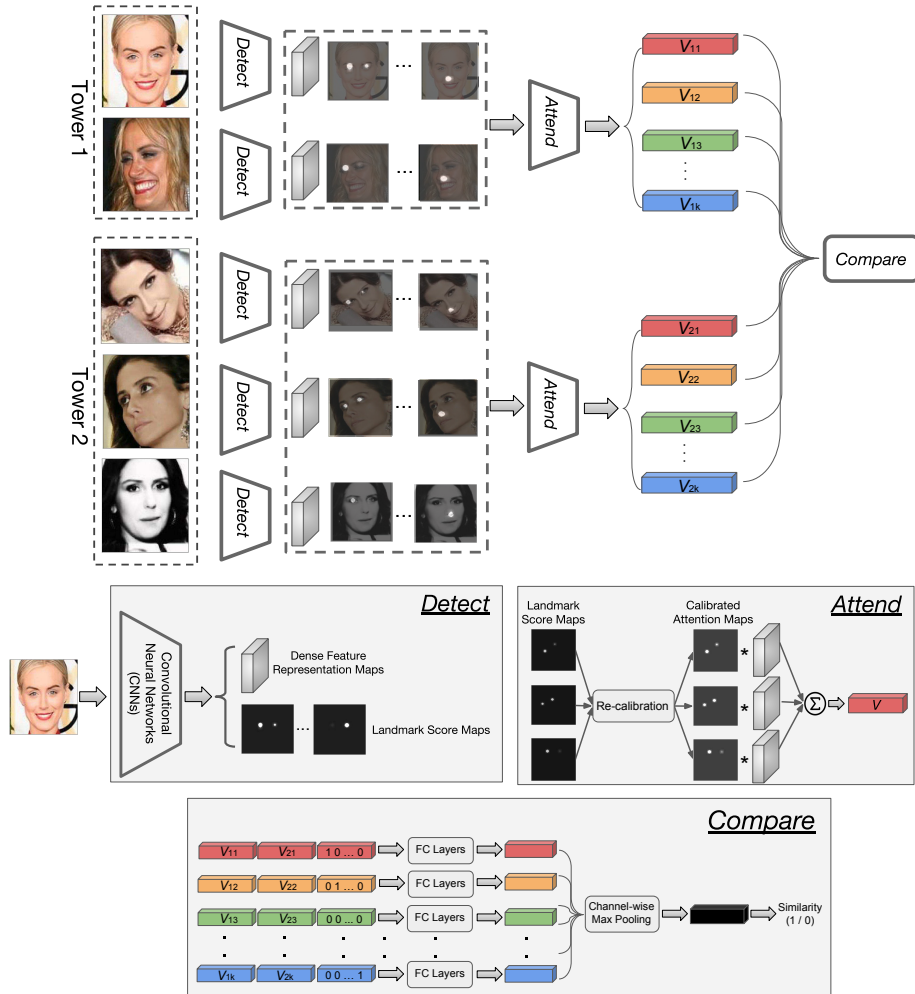 Tower 1
Detect
Detect
...
...
Attend
V11
V12
V13
V1k
Compare
Tower 2
Detect
Detect
Detect
...
...
...
Attend
V21
V22
V23
V2k
Detect
Convolutional
Neural Networks
(CNNs)
Dense Feature
Representation Maps
...
Landmark Score Maps
Attend
Landmark
Score Maps
Calibrated
Attention Maps
Re-calibration
*
*
*
Σ
V
Compare
V11 V21 1 0 ... 0 FC Layers
V12 V22 0 1 ... 0 FC Layers
V13 V23 0 0 ... 0 FC Layers
V1k V2k 0 0 ... 1 FC Layers
Channel-wise
Max Pooling
Similarity
(1 / 0)